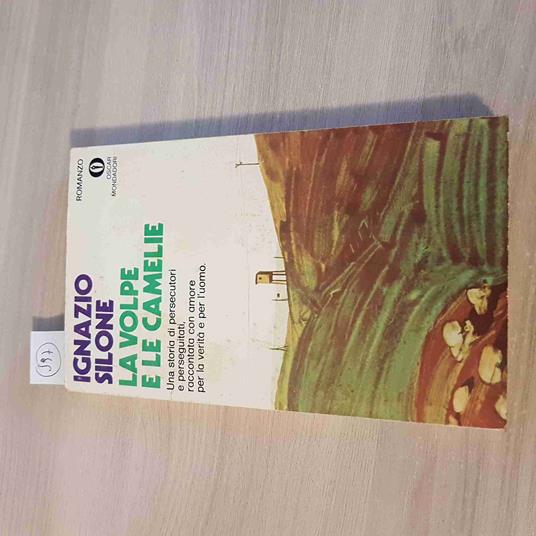 ROMANZO
OSCAR
MONDADORI
IGNAZIO
SILONE
LA VOLPE
E LE CAMELIE
Una storia di persecutori
e perseguitati,
raccontata con amore
per la verità e per l'uomo.
597